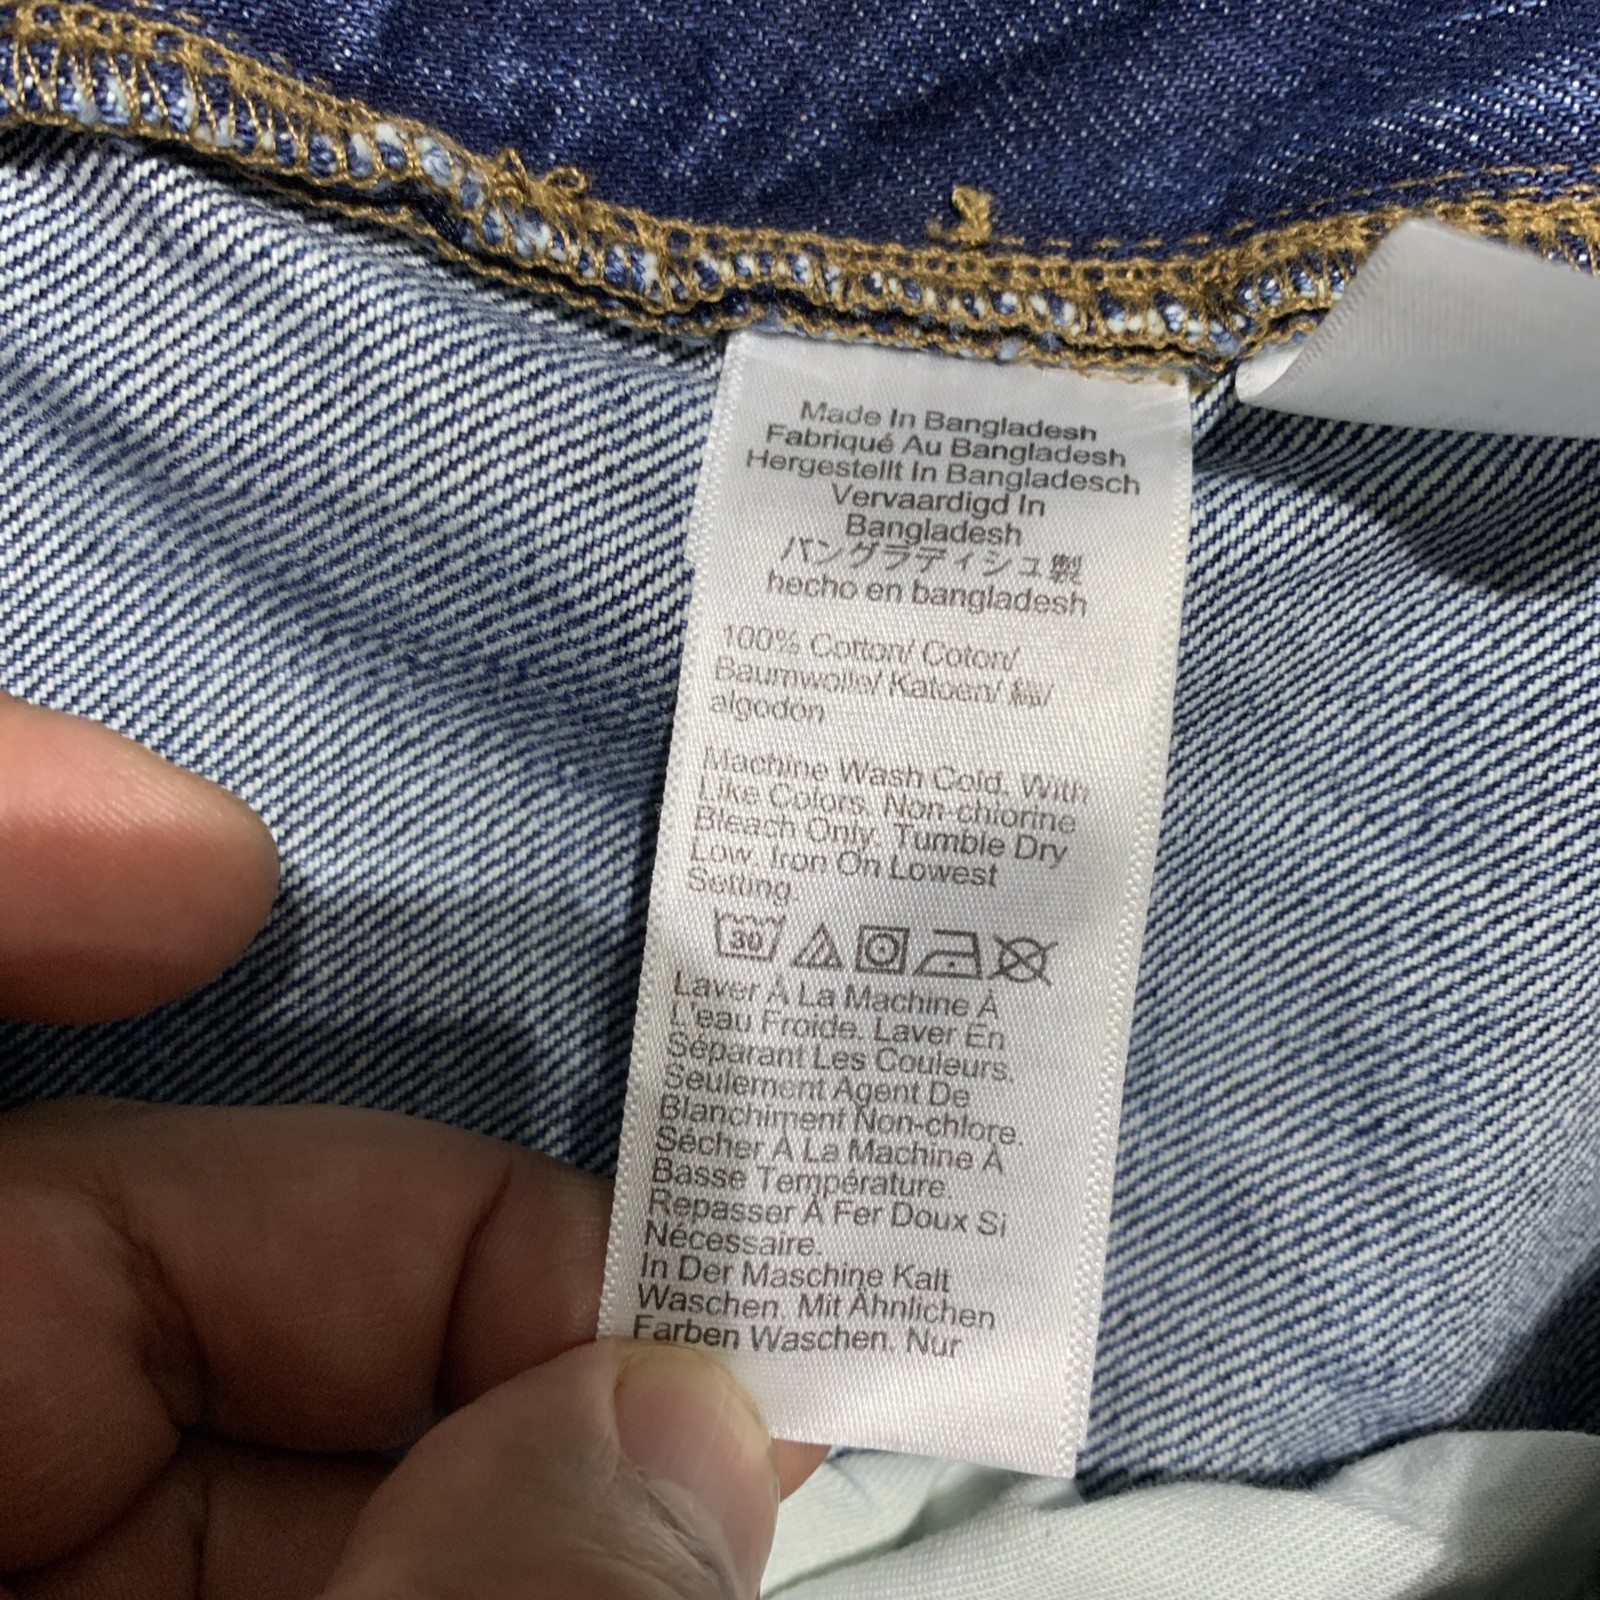 Made In Bangladesh
Fabriqué Au Bangladesh
Hergestellt In Bangladesch
Vervaardigd In
Bangladesh
バングラディシュ製
hecho en bangladesh
100% Cotton/ Coton/
Baumwolle/ Katoen/ 綿/
algodon
Machine Wash Cold. With
Like Colors. Non-chlorine
Bleach Only. Tumble Dry
Low. Iron On Lowest
Setting.
30
Laver À La Machine À
L'eau Froide. Laver En
Séparant Les Couleurs.
Seulement Agent De
Blanchiment Non-chlore.
Sécher À La Machine À
Basse Température.
Repasser À Fer Doux Si
Nécessaire.
In Der Maschine Kalt
Waschen. Mit Ähnlichen
Farben Waschen. Nur